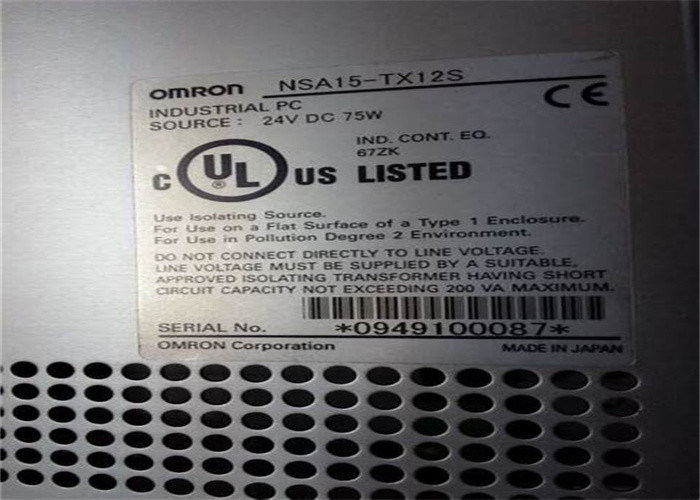 OMRON NSA15-TX12S
INDUSTRIAL PC
SOURCE : 24V DC 75W
CE
IND. CONT. EQ.
67ZK
C UL ® US LISTED
Use Isolating Source.
For Use on a Flat Surface of a Type 1 Enclosure.
For Use in Pollution Degree 2 Environment.
DO NOT CONNECT DIRECTLY TO LINE VOLTAGE.
LINE VOLTAGE MUST BE SUPPLIED BY A SUITABLE,
APPROVED ISOLATING TRANSFORMER HAVING SHORT
CIRCUIT CAPACITY NOT EXCEEDING 200 VA MAXIMUM.
SERIAL No. *0949100087*
OMRON Corporation MADE IN JAPAN